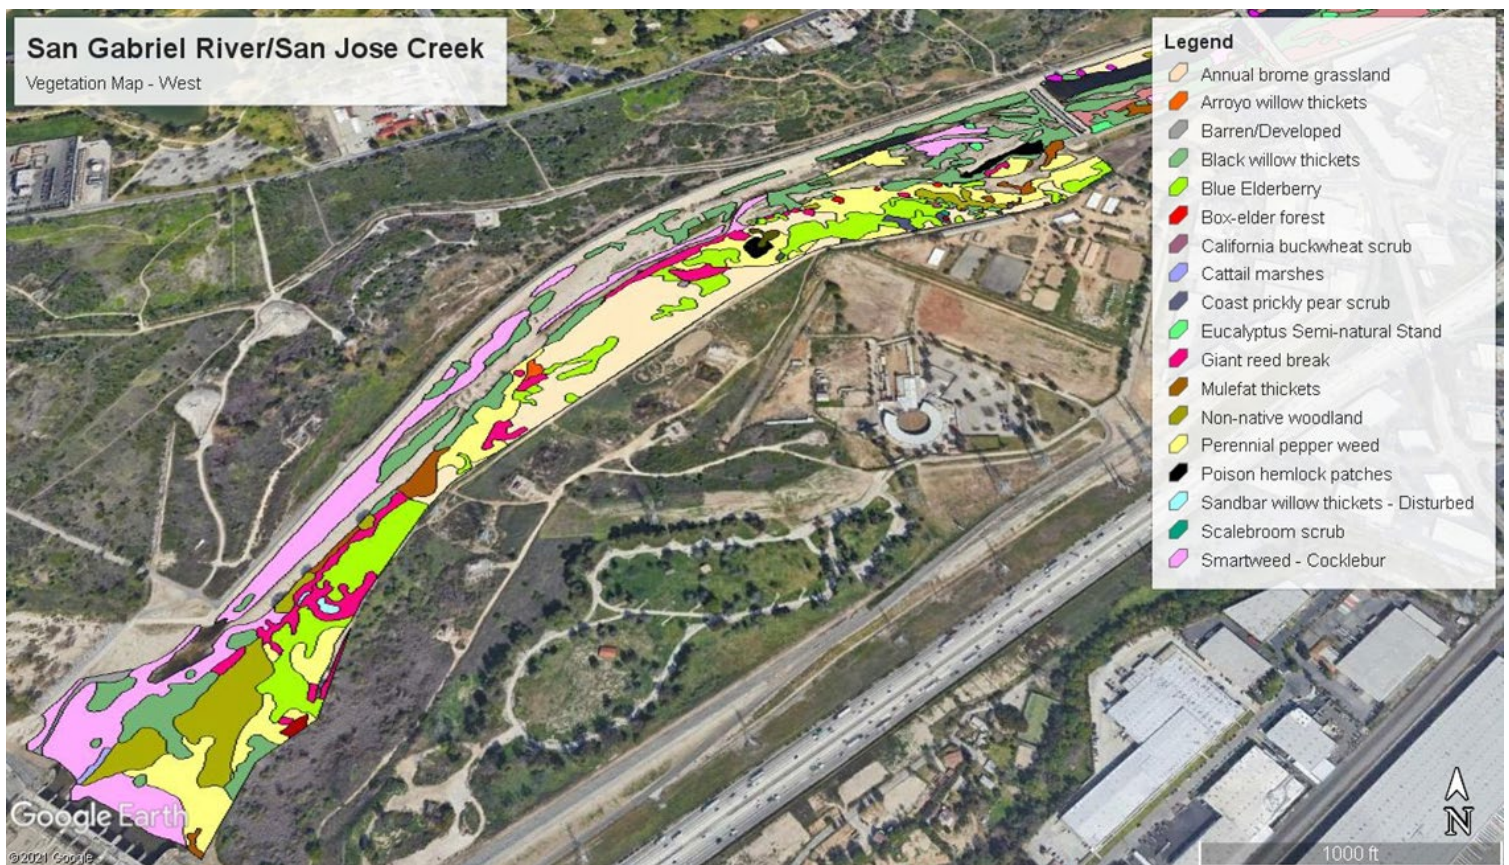 San Gabriel River/San Jose Creek
Vegetation Map - West
Legend
Annual brome grassland
Arroyo willow thickets
Barren/Developed
Black willow thickets
Blue Elderberry
Box-elder forest
California buckwheat scrub
Cattail marshes
Coast prickly pear scrub
Eucalyptus Semi-natural Stand
Giant reed break
Mulefat thickets
Non-native woodland
Perennial pepper weed
Poison hemlock patches
Sandbar willow thickets - Disturbed
Scalebroom scrub
Smartweed - Cocklebur
Google Earth
©2021 Google
N
1000 ft